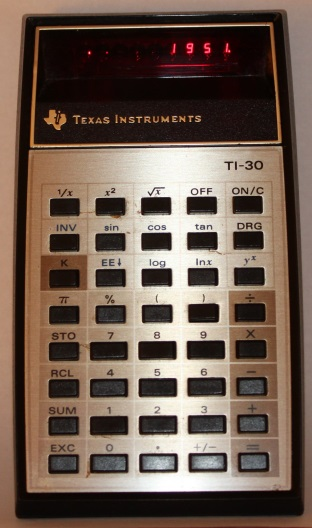 1951.
TEXAS INSTRUMENTS
TI-30
1/x x² √x OFF ON/C
INV sin cos tan DRG
K EE↓ log lnx yˣ
π % ( ) ÷
STO 7 8 9 X
RCL 4 5 6 −
SUM 1 2 3 +
EXC 0 • +/− =